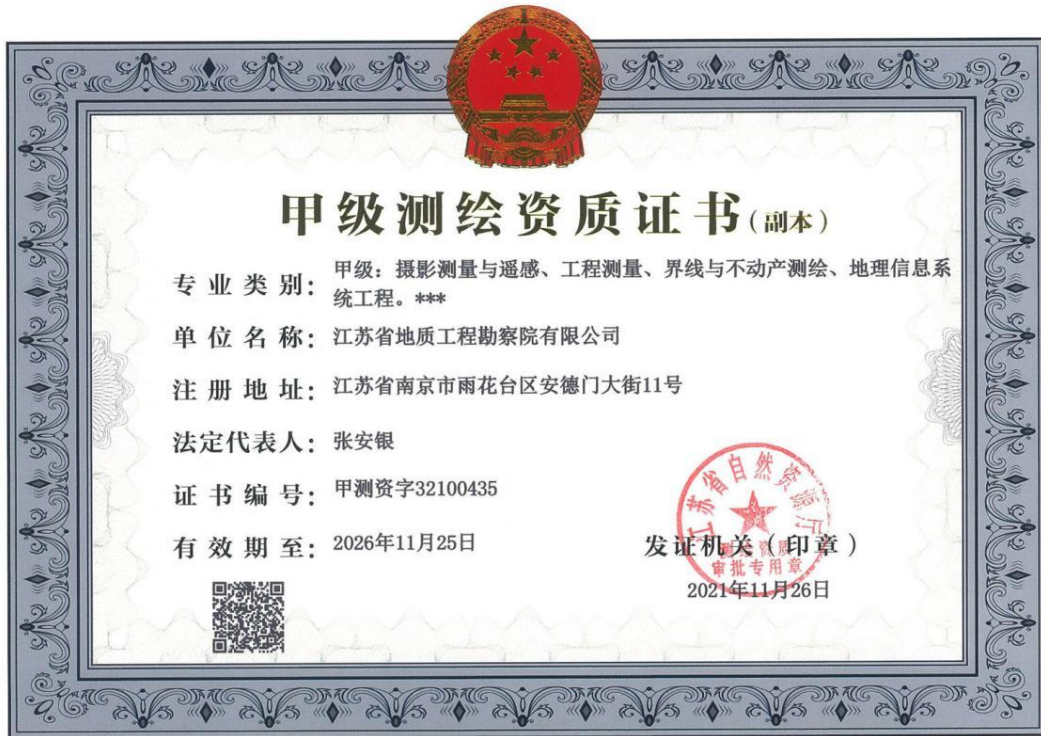 甲级测绘资质证书(副本)
专业类别：甲级：摄影测量与遥感、工程测量、界线与不动产测绘、地理信息系
统工程。***
单位名称：江苏省地质工程勘察院有限公司
注册地址：江苏省南京市雨花台区安德门大街11号
法定代表人：张安银
证书编号：甲测资字32100435
有效期至：2026年11月25日
江苏省自然资源厅
测绘资质
审批专用章
发证机关（印章）
2021年11月26日